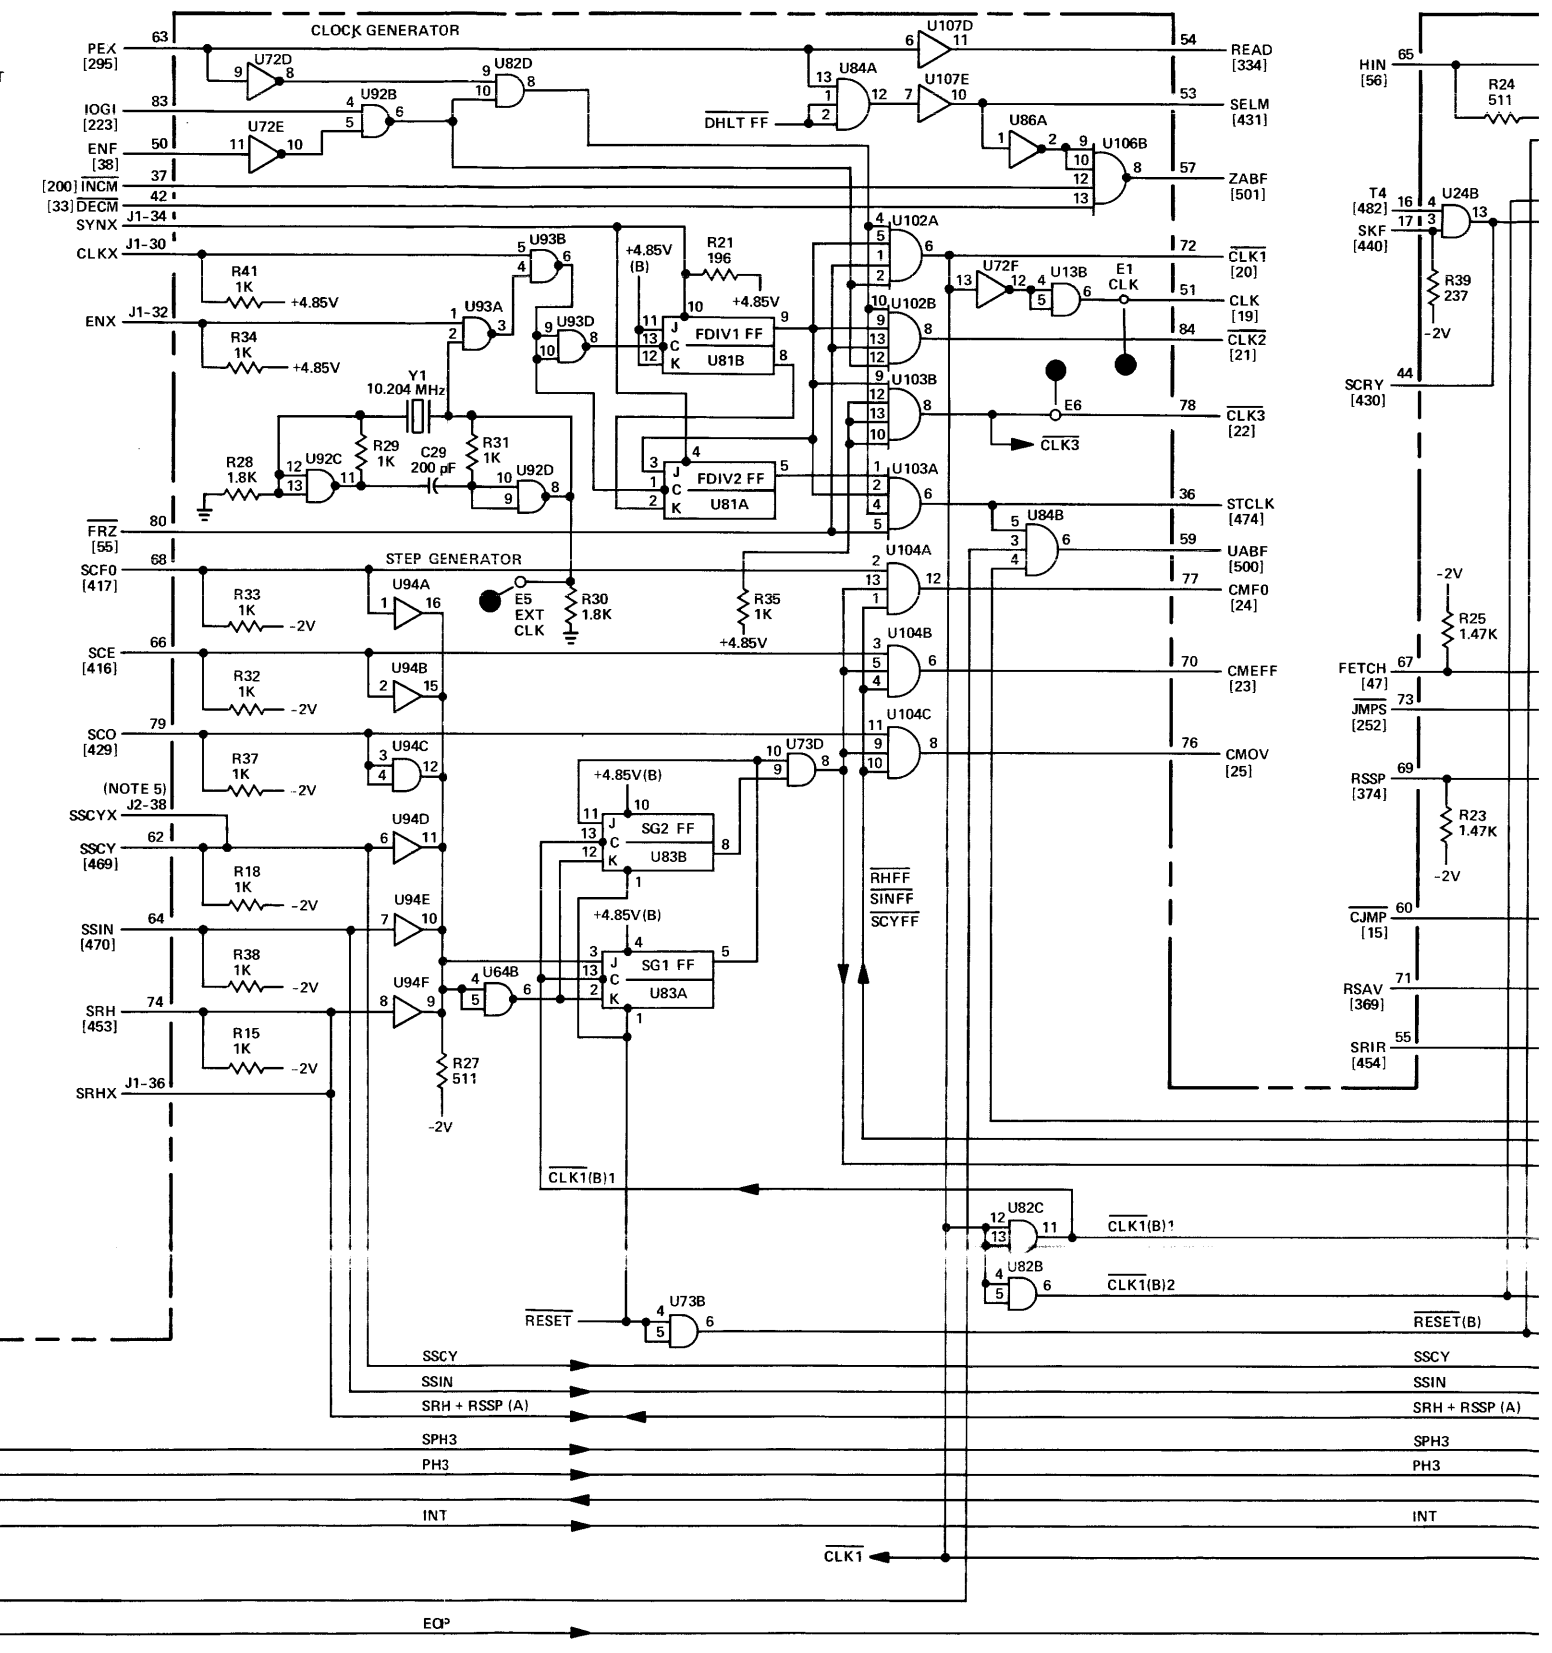 CLOCK GENERATOR
PEX 63
[295]
U72D
9 8
U82D
9
10
8
U107D
6 11
54 READ
[334]
U84A
13
1
2
12
U107E
7 10
53 SELM
[431]
DHLT FF
IOGI 83
[223]
U92B
4
5
6
ENF 50
[38]
U72E
11 10
U86A
1 2
U106B
9
10
12
13
8
57 ZABF
[501]
[200] INCM 37
[33] DECM 42
SYNX J1-34
CLKX J1-30
R41
1K
+4.85V
ENX J1-32
R34
1K
+4.85V
U93B
5
4
6
U93A
1
2
3
U93D
9
10
8
+4.85V
(B)
R21
196
+4.85V
10
11 J
13 C
12 K
FDIV1 FF
U81B
9
8
U102A
4
5
1
2
6
72 CLK1
[20]
U72F
13 12
U13B
4
5
6
E1
CLK
51 CLK
[19]
U102B
10
9
13
12
8
84 CLK2
[21]
U103B
9
12
13
10
8
E6
78 CLK3
[22]
CLK3
Y1
10.204 MHz
R28
1.8K
U92C
12
13
11
R29
1K
C29
200 pF
R31
1K
U92D
10
9
8
4
3 J
1 C
2 K
FDIV2 FF
U81A
5
U103A
1
2
4
5
6
36 STCLK
[474]
U84B
5
3
4
6
59 UABF
[500]
FRZ 80
[55]
SCF0 68
[417]
STEP GENERATOR
R33
1K
-2V
U94A
1 16
E5
EXT
CLK
R30
1.8K
R35
1K
+4.85V
U104A
2
13
1
12
77 CMF0
[24]
SCE 66
[416]
R32
1K
-2V
U94B
2 15
U104B
3
5
4
6
70 CMEFF
[23]
SCO 79
[429]
R37
1K
-2V
U94C
3
4
12
U104C
11
9
10
8
76 CMOV
[25]
U73D
10
9
8
(NOTE 5)
J2-38
SSCYX
SSCY 62
[469]
R18
1K
-2V
U94D
6 11
+4.85V(B)
10
11 J
13 C
12 K
SG2 FF
U83B
8
1
RHFF
SINFF
SCYFF
SSIN 64
[470]
R38
1K
-2V
U94E
7 10
+4.85V(B)
4
3 J
13 C
2 K
SG1 FF
U83A
5
1
U64B
4
5
6
SRH 74
[453]
R15
1K
-2V
U94F
8 9
R27
511
-2V
SRHX J1-36
HIN 65
[56]
R24
511
T4
[482] 16 4
SKF 17 3
[440]
U24B
13
R39
237
-2V
SCRY 44
[430]
-2V
R25
1.47K
FETCH 67
[47]
JMPS 73
[252]
RSSP 69
[374]
R23
1.47K
-2V
CJMP 60
[15]
RSAV 71
[369]
SRIR 55
[454]
CLK1(B)1
U82C
12
13
11
CLK1(B)1
U82B
4
5
6
CLK1(B)2
RESET
U73B
4
5
6
RESET(B)
SSCY SSCY
SSIN SSIN
SRH + RSSP (A) SRH + RSSP (A)
SPH3 SPH3
PH3 PH3
INT INT
CLK1
EOP